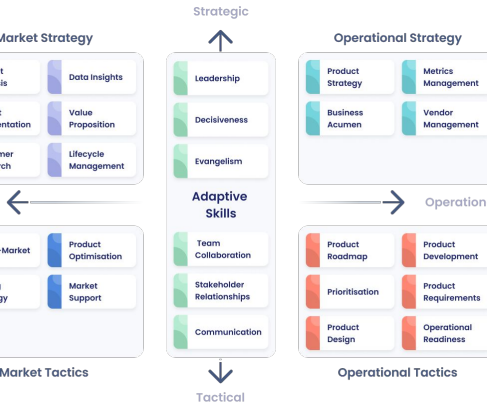 Strategic
Market Strategy
Operational Strategy
Data Insights
Value
Proposition
Lifecycle
Management
Leadership
Decisiveness
Evangelism
Product
Strategy
Metrics
Management
Business
Acumen
Vendor
Management
Adaptive
Skills
Market
Product
Optimisation
Market
Support
Team
Collaboration
Stakeholder
Relationships
Communication
Product
Roadmap
Product
Development
Prioritisation
Product
Requirements
Product
Design
Operational
Readiness
Market Tactics
Operational Tactics
Tactical